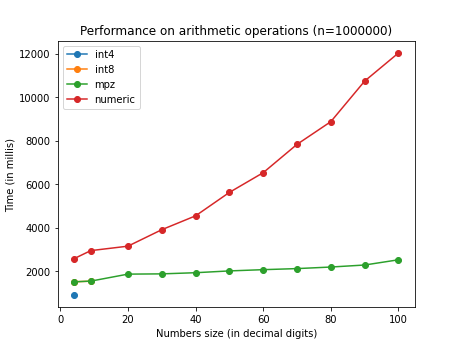 Performance on arithmetic operations (n=1000000)
int4
int8
mpz
numeric
12000
10000
8000
6000
4000
2000
Time (in millis)
0
20
40
60
80
100
Numbers size (in decimal digits)